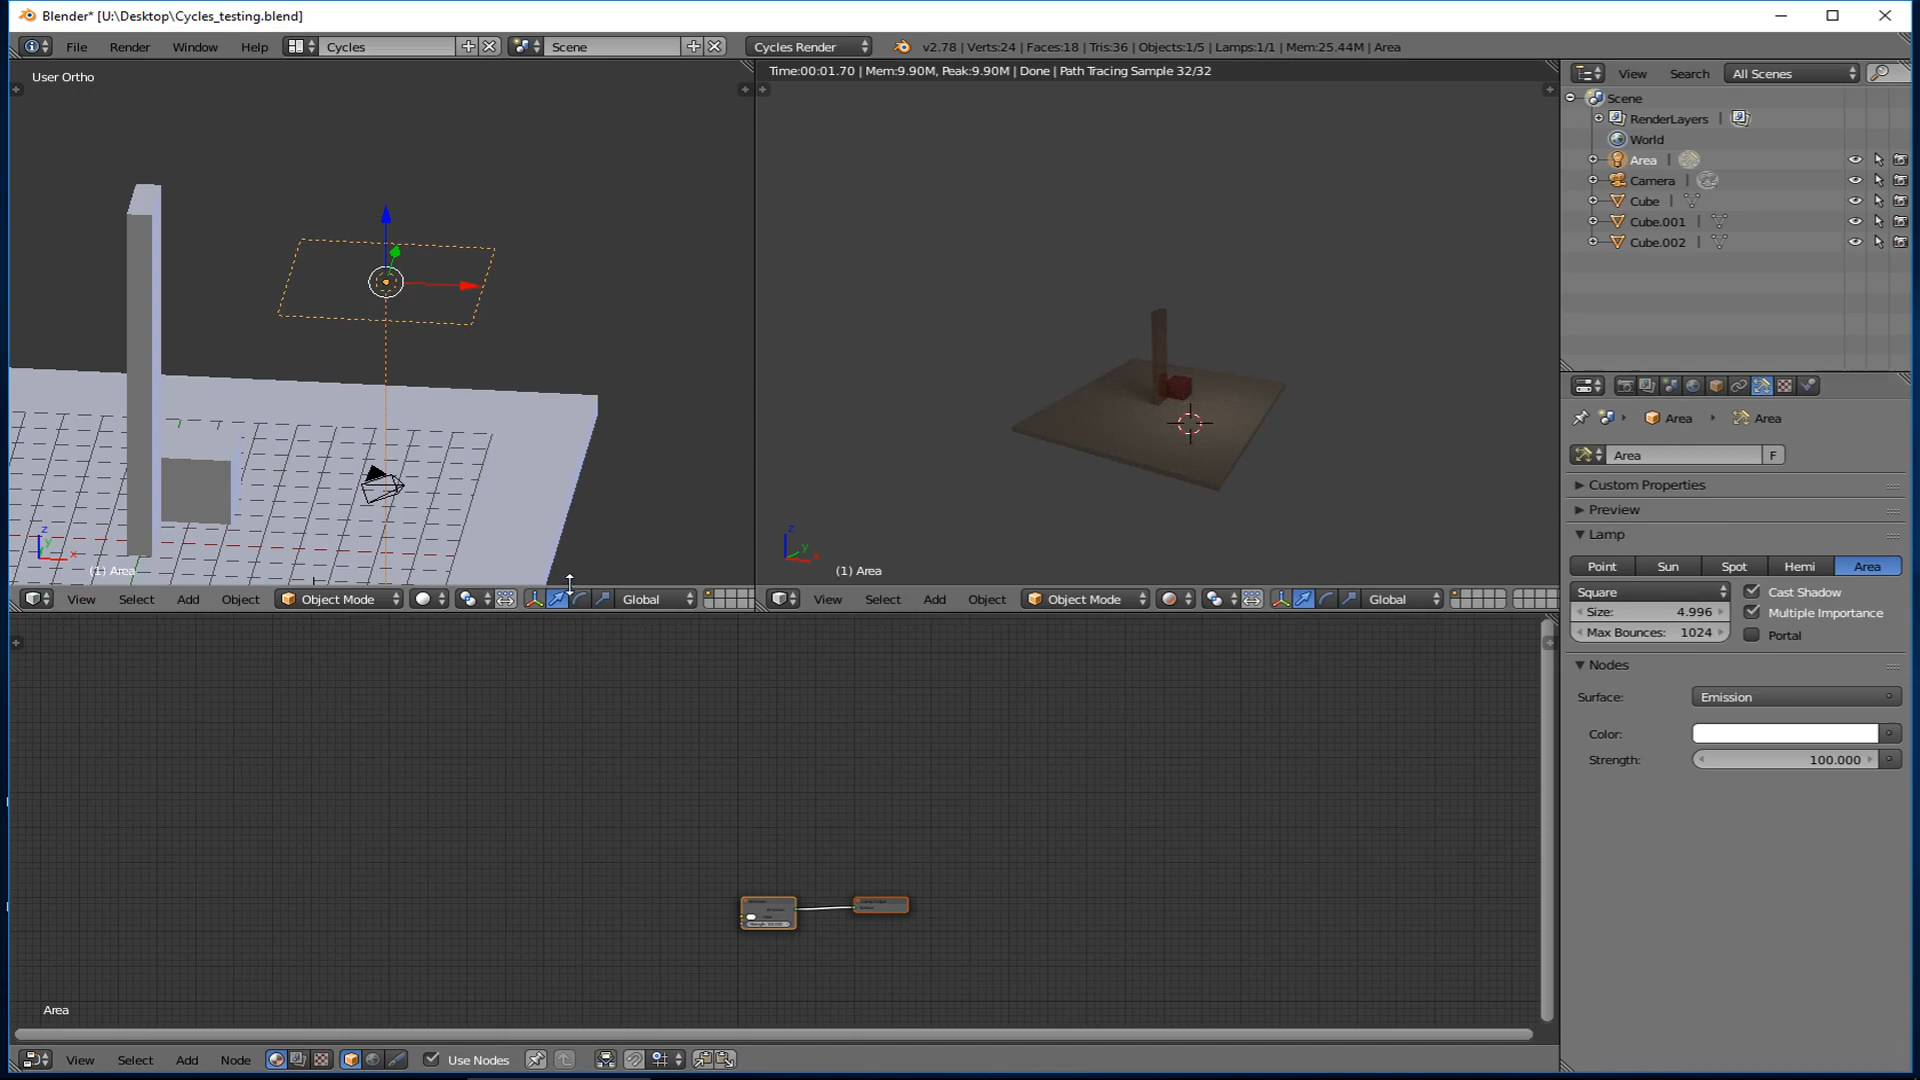 Blender* [U:\Desktop\Cycles_testing.blend]
File Render Window Help Cycles Scene Cycles Render v2.78 | Verts:24 | Faces:18 | Tris:36 | Objects:1/5 | Lamps:1/1 | Mem:25.44M | Area
User Ortho
Time:00:01.70 | Mem:9.90M, Peak:9.90M | Done | Path Tracing Sample 32/32
View Search All Scenes
Scene
RenderLayers
World
Area
Camera
Cube
Cube.001
Cube.002
Area Area
Area F
Custom Properties
Preview
Lamp
Point Sun Spot Hemi Area
Square Cast Shadow
Size: 4.996 Multiple Importance
Max Bounces: 1024 Portal
Nodes
Surface: Emission
Color:
Strength: 100.000
z
y
x
(1) Area
z
y
x
(1) Area
View Select Add Object Object Mode Global
View Select Add Object Object Mode Global
Area
View Select Add Node Use Nodes